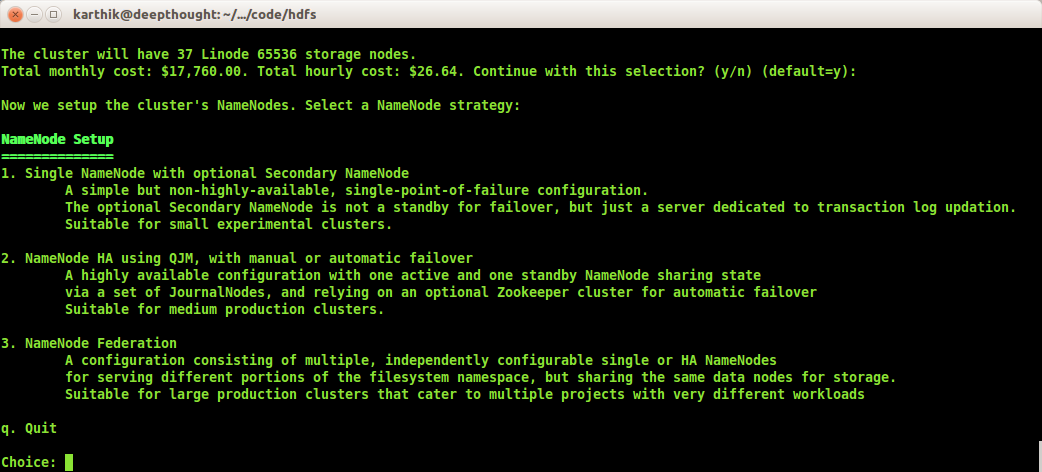 karthik@deepthought: ~/.../code/hdfs
The cluster will have 37 Linode 65536 storage nodes.
Total monthly cost: $17,760.00. Total hourly cost: $26.64. Continue with this selection? (y/n) (default=y):
Now we setup the cluster's NameNodes. Select a NameNode strategy:
NameNode Setup
==============
1. Single NameNode with optional Secondary NameNode
A simple but non-highly-available, single-point-of-failure configuration.
The optional Secondary NameNode is not a standby for failover, but just a server dedicated to transaction log updation.
Suitable for small experimental clusters.
2. NameNode HA using QJM, with manual or automatic failover
A highly available configuration with one active and one standby NameNode sharing state
via a set of JournalNodes, and relying on an optional Zookeeper cluster for automatic failover
Suitable for medium production clusters.
3. NameNode Federation
A configuration consisting of multiple, independently configurable single or HA NameNodes
for serving different portions of the filesystem namespace, but sharing the same data nodes for storage.
Suitable for large production clusters that cater to multiple projects with very different workloads
q. Quit
Choice: